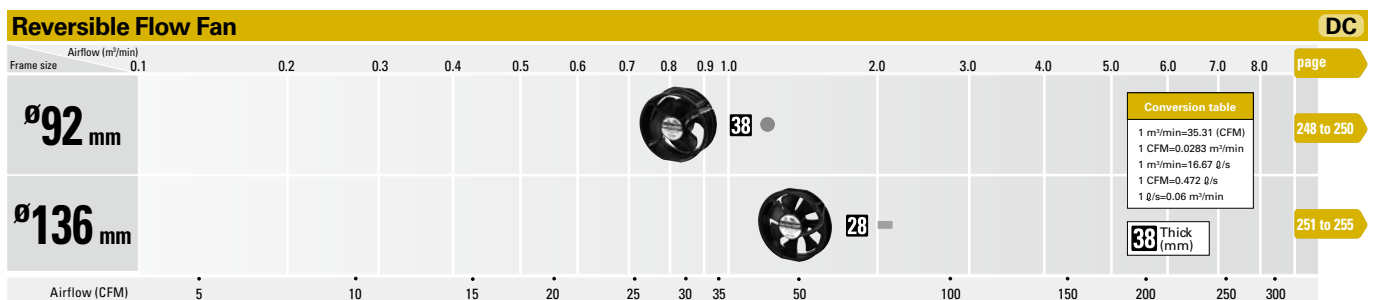 Reversible Flow Fan
DC
Airflow (m³/min)
Frame size
0.1 0.2 0.3 0.4 0.5 0.6 0.7 0.8 0.9 1.0 2.0 3.0 4.0 5.0 6.0 7.0 8.0
page
ø92 mm
38
Conversion table
1 m³/min=35.31 (CFM)
1 CFM=0.0283 m³/min
1 m³/min=16.67 ℓ/s
1 CFM=0.472 ℓ/s
1 ℓ/s=0.06 m³/min
248 to 250
ø136 mm
28
38 Thick
(mm)
251 to 255
Airflow (CFM) 5 10 15 20 25 30 35 50 100 150 200 250 300